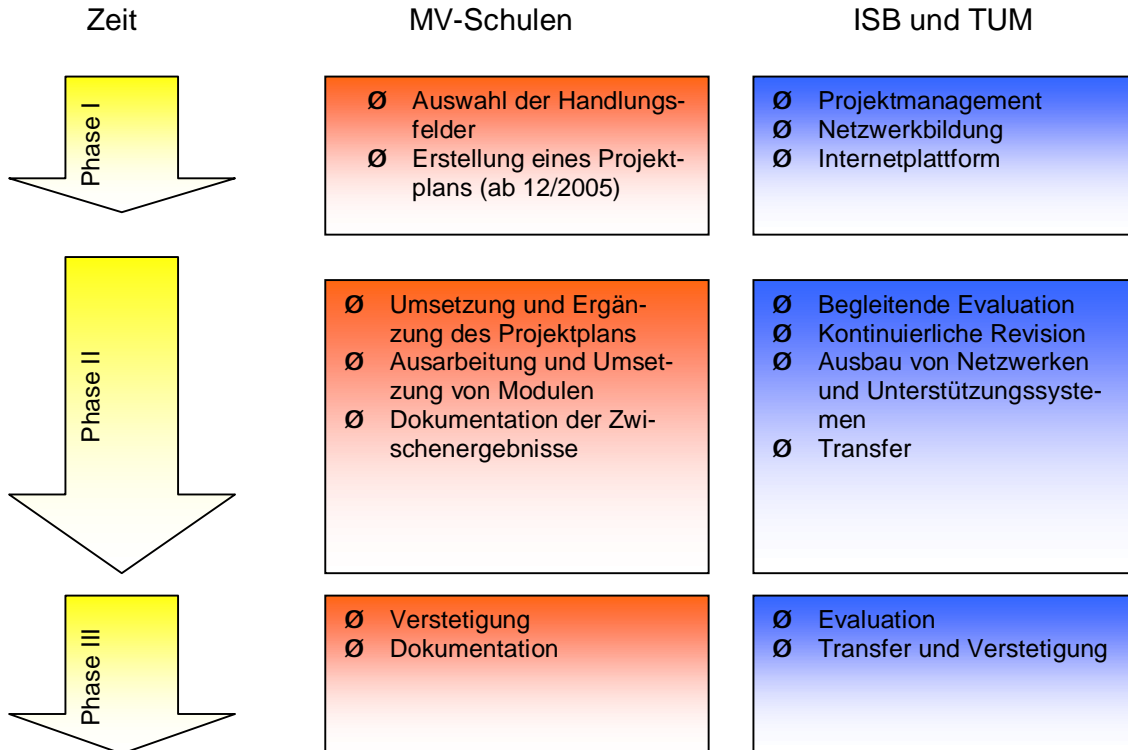 Zeit
MV-Schulen
ISB und TUM
Phase I
Ø Auswahl der Handlungs-
felder
Ø Erstellung eines Projekt-
plans (ab 12/2005)
Ø Projektmanagement
Ø Netzwerkbildung
Ø Internetplattform
Phase II
Ø Umsetzung und Ergän-
zung des Projektplans
Ø Ausarbeitung und Umset-
zung von Modulen
Ø Dokumentation der Zwi-
schenergebnisse
Ø Begleitende Evaluation
Ø Kontinuierliche Revision
Ø Ausbau von Netzwerken
und Unterstützungssyste-
men
Ø Transfer
Phase III
Ø Verstetigung
Ø Dokumentation
Ø Evaluation
Ø Transfer und Verstetigung